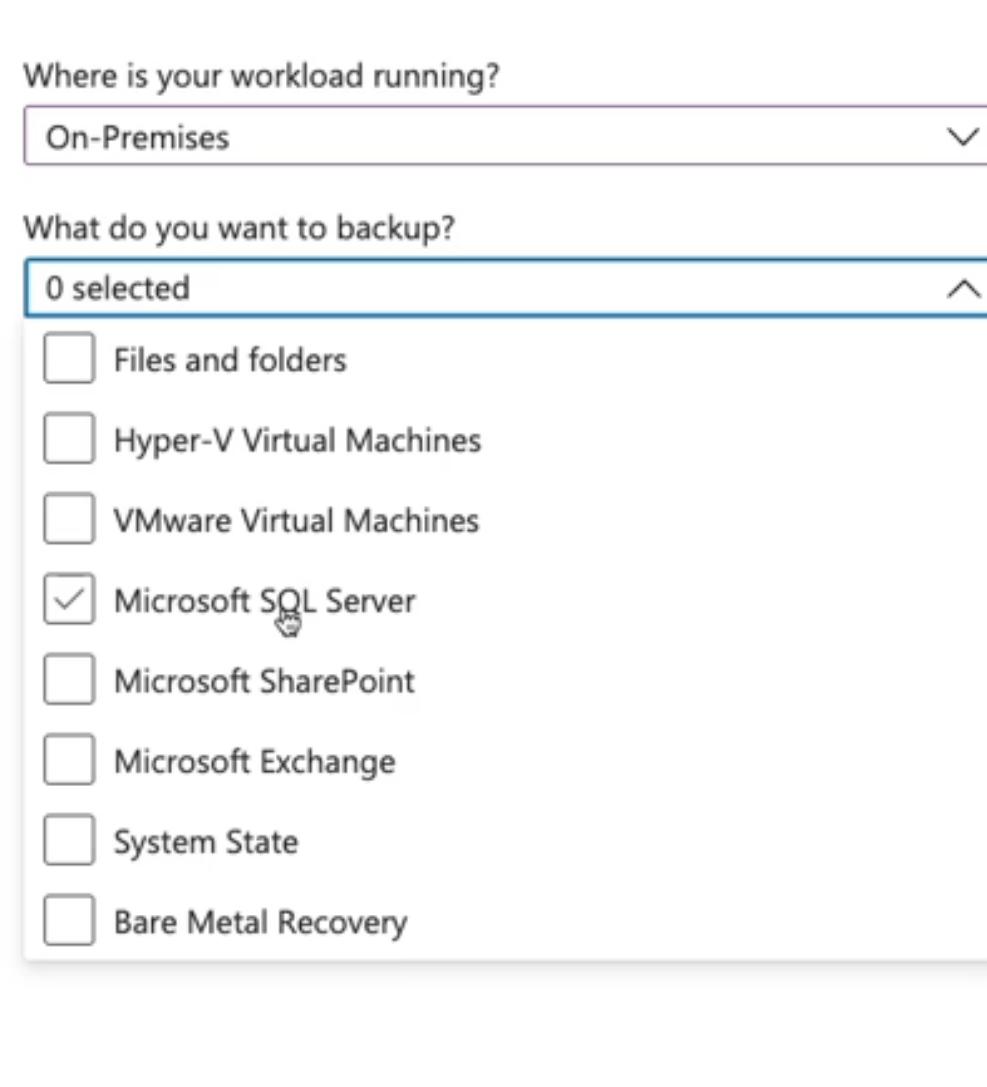 Where is your workload running?
On-Premises
What do you want to backup?
0 selected
Files and folders
Hyper-V Virtual Machines
VMware Virtual Machines
Microsoft SQL Server
Microsoft SharePoint
Microsoft Exchange
System State
Bare Metal Recovery